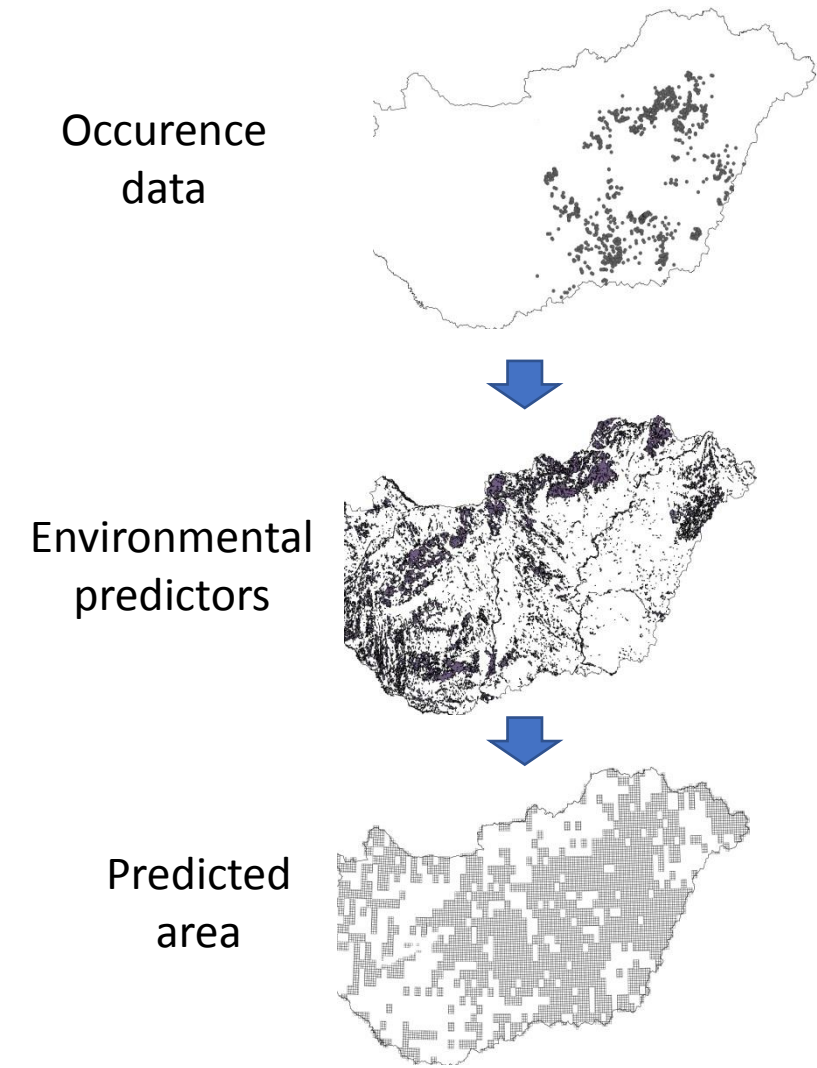 Occurence
data
Environmental
predictors
Predicted
area